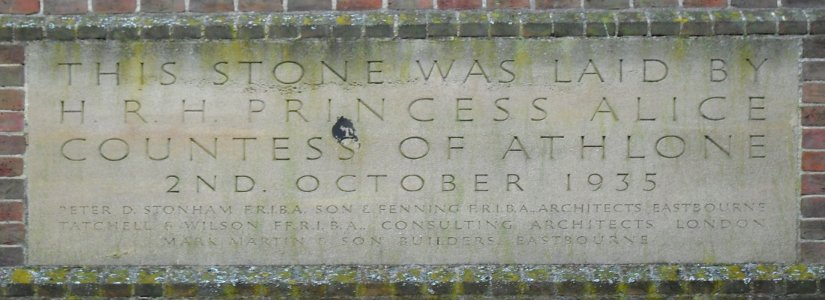 THIS STONE WAS LAID BY
H. R. H. PRINCESS ALICE
COUNTESS OF ATHLONE
2ND. OCTOBER 1935
PETER D. STONHAM F.R.I.B.A. SON & FENNING F.R.I.B.A., ARCHITECTS, EASTBOURNE
TATCHELL & WILSON FF.R.I.B.A., CONSULTING ARCHITECTS LONDON
MARK MARTIN & SON BUILDERS, EASTBOURNE